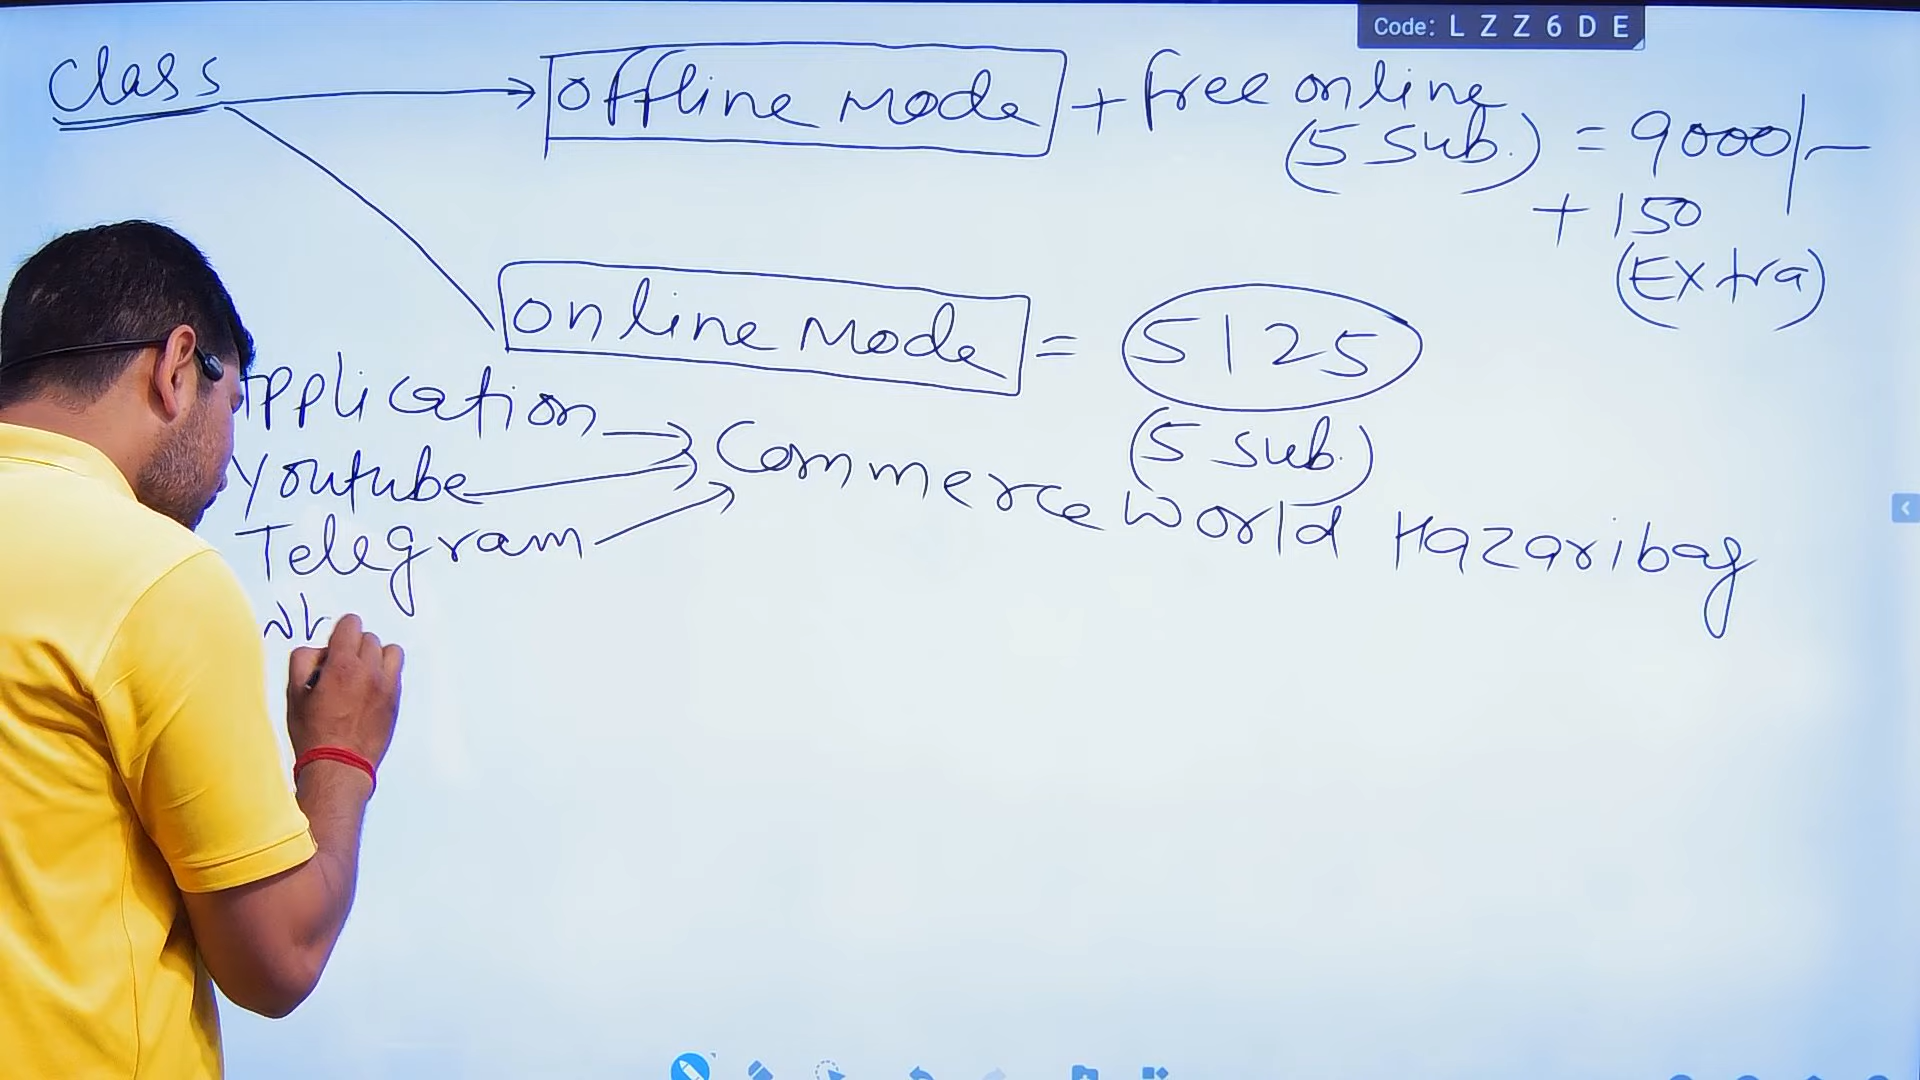 Code: LZZ6DE
Class
offline Mode + free online
(5 Sub.) = 9000/-
+ 150
(Extra)
online Mode = 5125
(5 Sub.)
Application
Youtube
Telegram
Commerce World Hazaribag